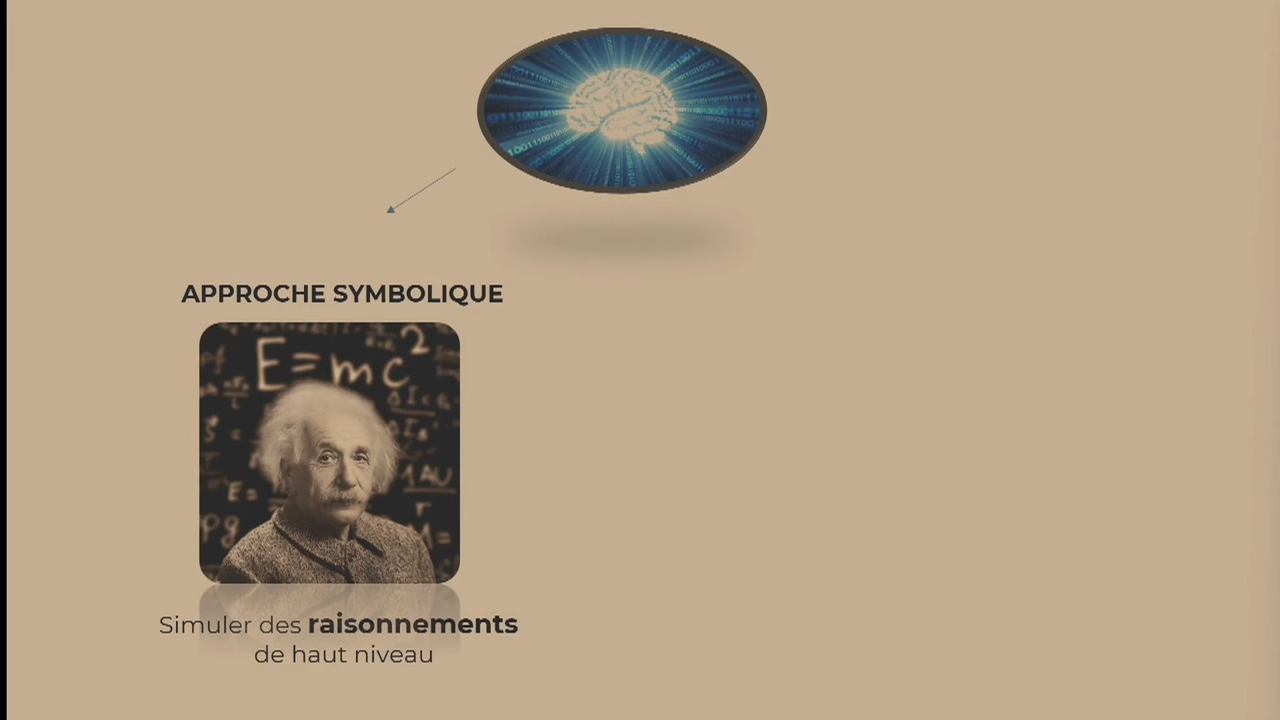 APPROCHE SYMBOLIQUE
E=mc²
Simuler des raisonnements
de haut niveau